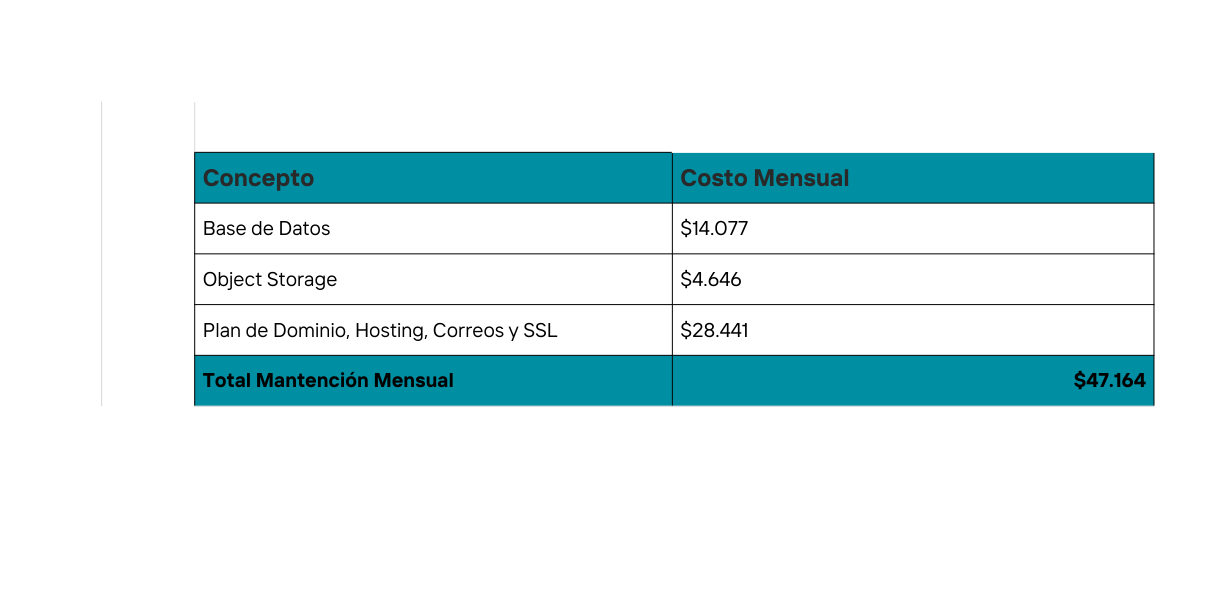 Concepto Costo Mensual
Base de Datos $14.077
Object Storage $4.646
Plan de Dominio, Hosting, Correos y SSL $28.441
Total Mantención Mensual $47.164